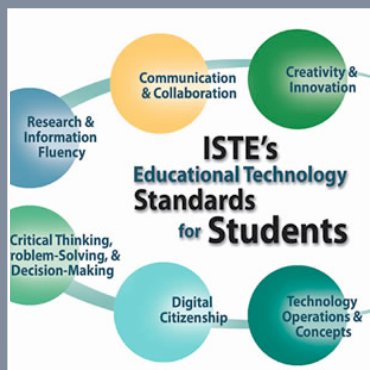 Communication
& Collaboration
Creativity &
Innovation
Research &
Information
Fluency
ISTE's
Educational Technology
Standards
for Students
Critical Thinking,
roblem-Solving, &
Decision-Making
Digital
Citizenship
Technology
Operations &
Concepts